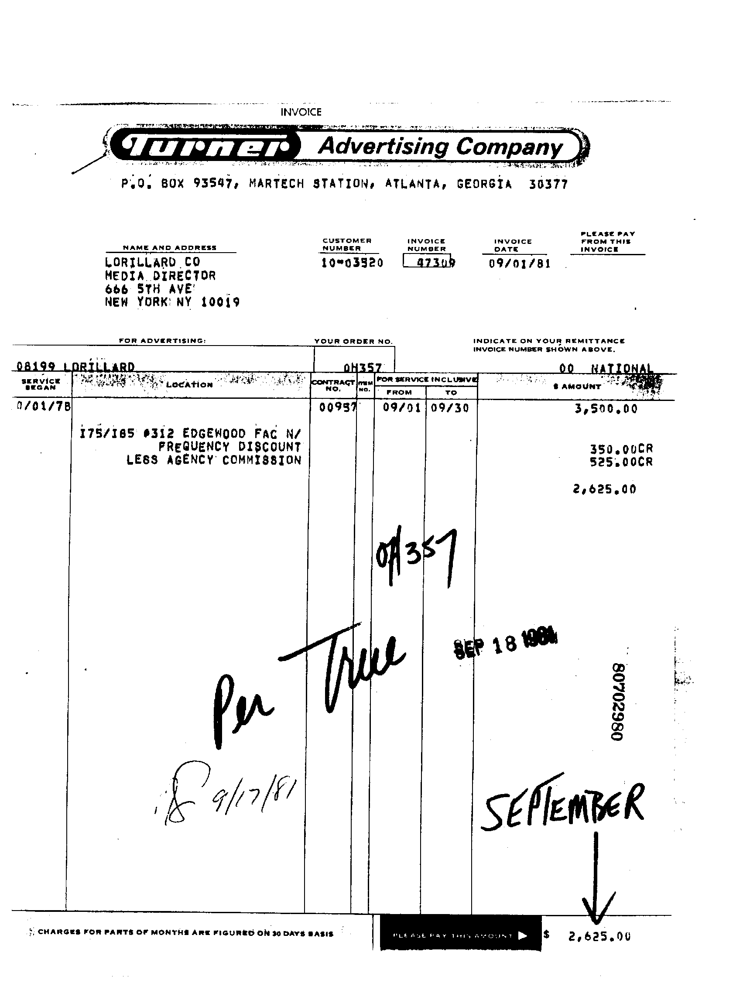 INVOICE
Turner Advertising Company
P.O. BOX 93547, MARTECH STATION, ATLANTA, GEORGIA 30377
NAME AND ADDRESS
LORILLARD CO
MEDIA DIRECTOR
666 5TH AVE
NEW YORK NY 10019
CUSTOMER NUMBER
10-03520
INVOICE NUMBER
47309
INVOICE DATE
09/01/81
PLEASE PAY FROM THIS INVOICE
FOR ADVERTISING:
YOUR ORDER NO.
INDICATE ON YOUR REMITTANCE
INVOICE NUMBER SHOWN ABOVE.
08199 LORILLARD
OH357
00 NATIONAL
SERVICE BEGAN
LOCATION
CONTRACT NO.
ITEM NO.
FOR SERVICE INCLUSIVE
FROM TO
$ AMOUNT
0/01/78 00957 09/01 09/30 3,500.00
I75/I85 #312 EDGEWOOD FAC N/
FREQUENCY DISCOUNT 350.00CR
LESS AGENCY COMMISSION 525.00CR
2,625.00
OH357
Per True
SEP 18 1981
80702980
9/17/81
SEPTEMBER
CHARGES FOR PARTS OF MONTHS ARE FIGURED ON 30 DAYS BASIS
PLEASE PAY THIS AMOUNT ▶ $ 2,625.00